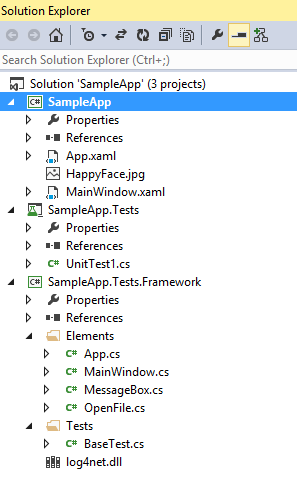 Solution Explorer
Search Solution Explorer (Ctrl+;)
Solution 'SampleApp' (3 projects)
C# SampleApp
Properties
References
App.xaml
HappyFace.jpg
MainWindow.xaml
SampleApp.Tests
Properties
References
C# UnitTest1.cs
C# SampleApp.Tests.Framework
Properties
References
Elements
C# App.cs
C# MainWindow.cs
C# MessageBox.cs
C# OpenFile.cs
Tests
C# BaseTest.cs
log4net.dll